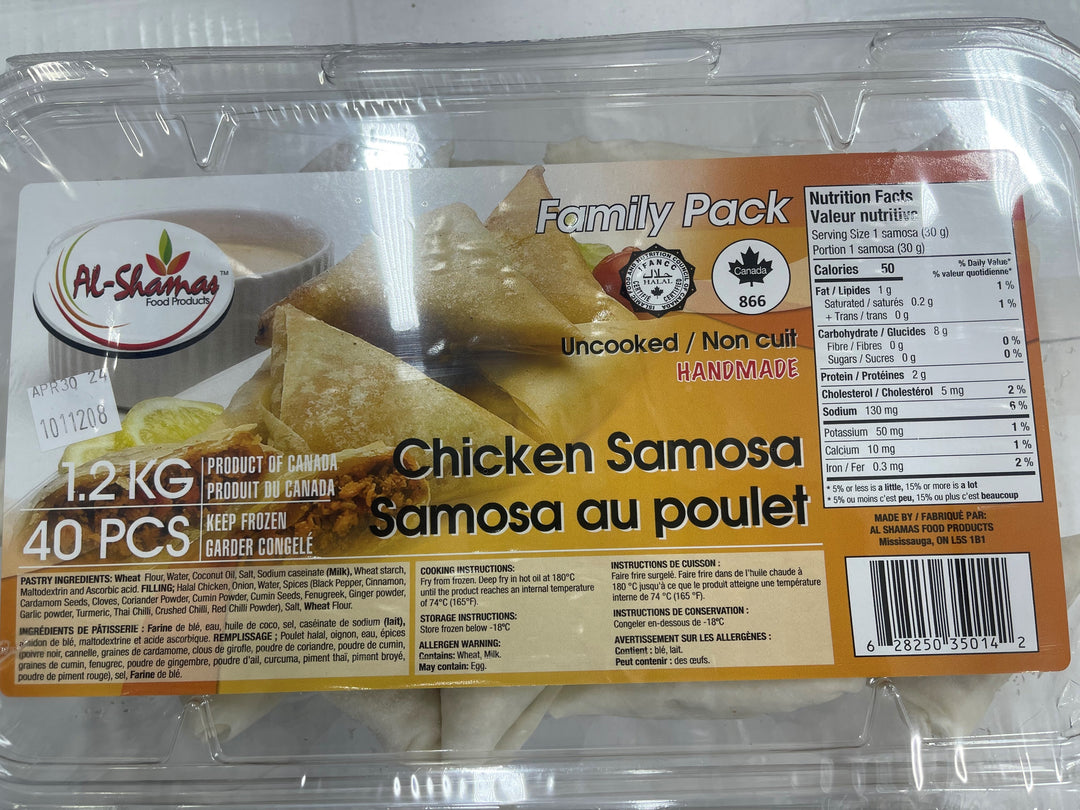 Family Pack
AL-Shamas™
Food Products
HALAL
Canada
866
Uncooked / Non cuit
HANDMADE
APR30 24
1011208
Chicken Samosa
Samosa au poulet
1.2 KG
40 PCS
PRODUCT OF CANADA
PRODUIT DU CANADA
KEEP FROZEN
GARDER CONGELÉ
Nutrition Facts
Valeur nutritive
Serving Size 1 samosa (30 g)
Portion 1 samosa (30 g)
Calories 50
% Daily Value*
% valeur quotidienne*
Fat / Lipides 1 g 1 %
Saturated / saturés 0.2 g 1 %
+ Trans / trans 0 g
Carbohydrate / Glucides 8 g
Fibre / Fibres 0 g 0 %
Sugars / Sucres 0 g 0 %
Protein / Protéines 2 g
Cholesterol / Cholestérol 5 mg 2 %
Sodium 130 mg 6 %
Potassium 50 mg 1 %
Calcium 10 mg 1 %
Iron / Fer 0.3 mg 2 %
* 5% or less is a little, 15% or more is a lot
* 5% ou moins c'est peu, 15% ou plus c'est beaucoup
MADE BY / FABRIQUÉ PAR:
AL SHAMAS FOOD PRODUCTS
Mississauga, ON L5S 1B1
6 28250 35014 2
PASTRY INGREDIENTS: Wheat Flour, Water, Coconut Oil, Salt, Sodium caseinate (Milk), Wheat starch,
Maltodextrin and Ascorbic acid. FILLING; Halal Chicken, Onion, Water, Spices (Black Pepper, Cinnamon,
Cardamom Seeds, Cloves, Coriander Powder, Cumin Powder, Cumin Seeds, Fenugreek, Ginger powder,
Garlic powder, Turmeric, Thai Chilli, Crushed Chilli, Red Chilli Powder), Salt, Wheat Flour.
INGRÉDIENTS DE PÂTISSERIE : Farine de blé, eau, huile de coco, sel, caséinate de sodium (lait),
amidon de blé, maltodextrine et acide ascorbique. REMPLISSAGE ; Poulet halal, oignon, eau, épices
(poivre noir, cannelle, graines de cardamome, clous de girofle, poudre de coriandre, poudre de cumin,
graines de cumin, fenugrec, poudre de gingembre, poudre d'ail, curcuma, piment thaï, piment broyé,
poudre de piment rouge), sel, Farine de blé.
COOKING INSTRUCTIONS:
Fry from frozen. Deep fry in hot oil at 180°C
until the product reaches an internal temperature
of 74°C (165°F).
STORAGE INSTRUCTIONS:
Store frozen below -18°C
ALLERGEN WARNING:
Contains: Wheat, Milk.
May contain: Egg.
INSTRUCTIONS DE CUISSON :
Faire frire surgelé. Faire frire dans de l'huile chaude à
180 °C jusqu'à ce que le produit atteigne une température
interne de 74 °C (165 °F).
INSTRUCTIONS DE CONSERVATION :
Congeler en-dessous de -18°C
AVERTISSEMENT SUR LES ALLERGÈNES :
Contient : blé, lait.
Peut contenir : des œufs.